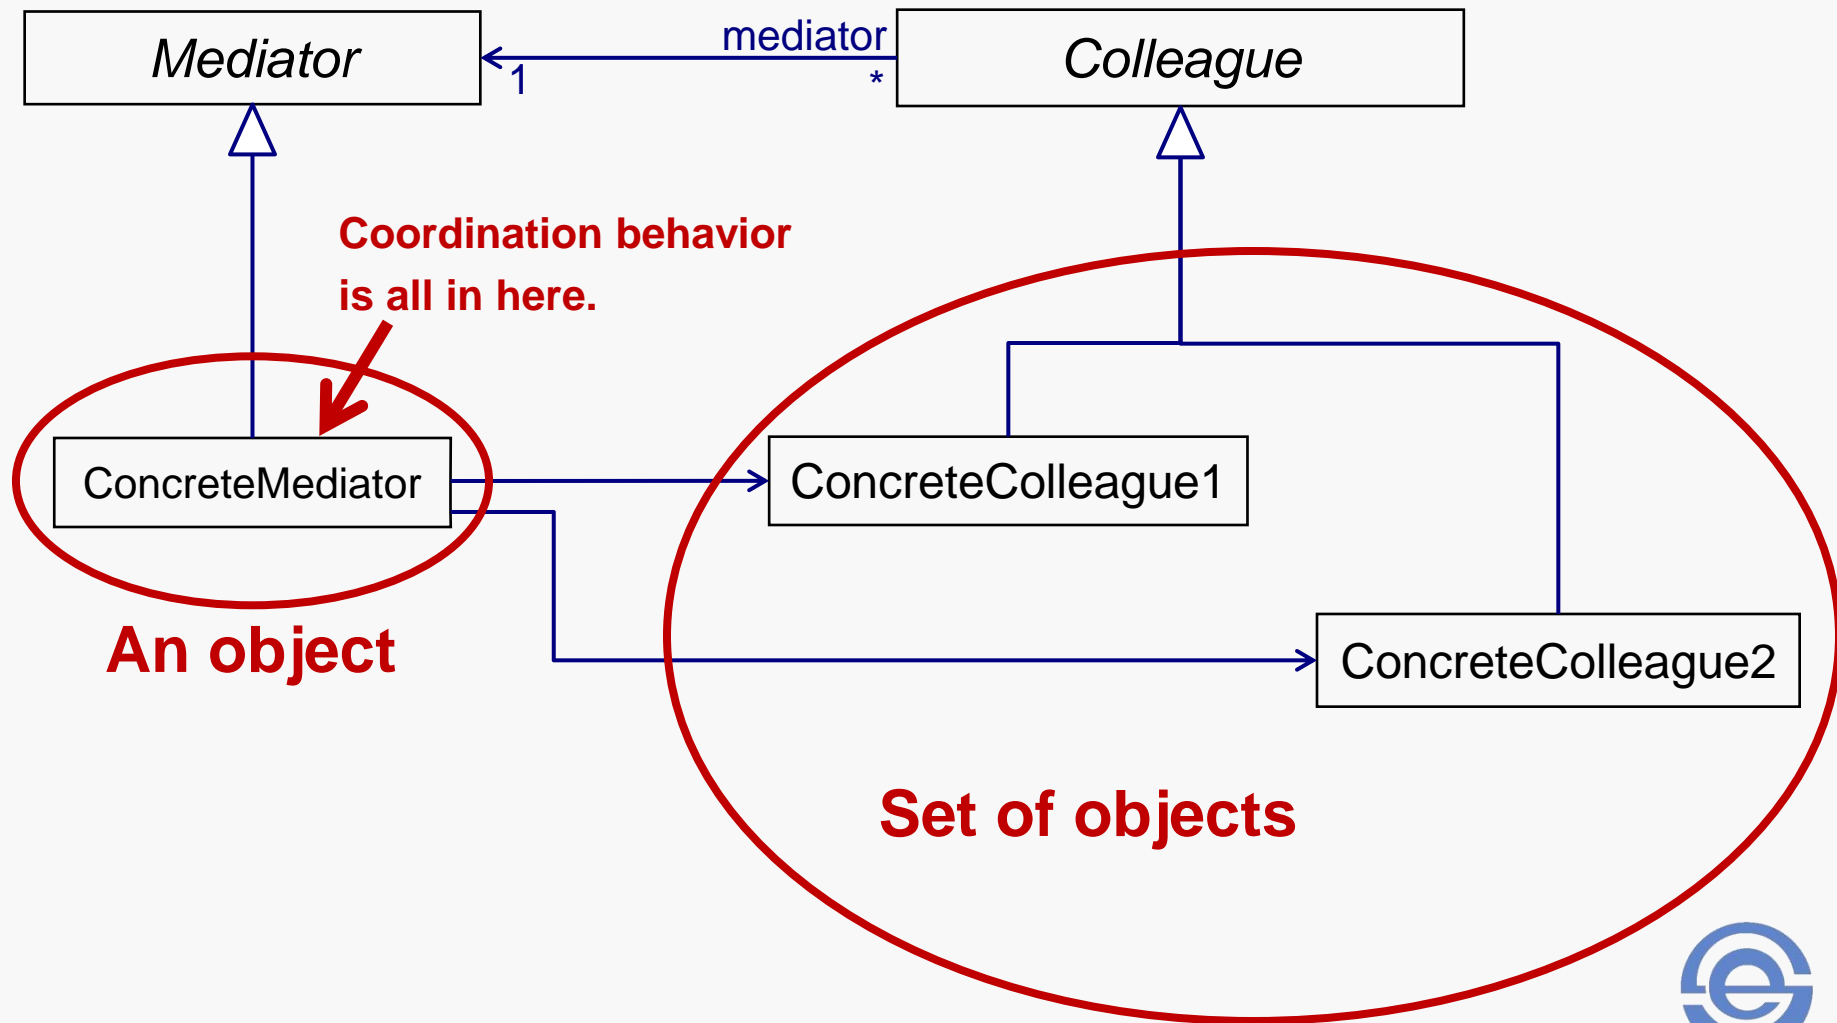 Mediator
mediator
Colleague
1
*
Coordination behavior
is all in here.
ConcreteMediator
ConcreteColleague1
An object
ConcreteColleague2
Set of objects